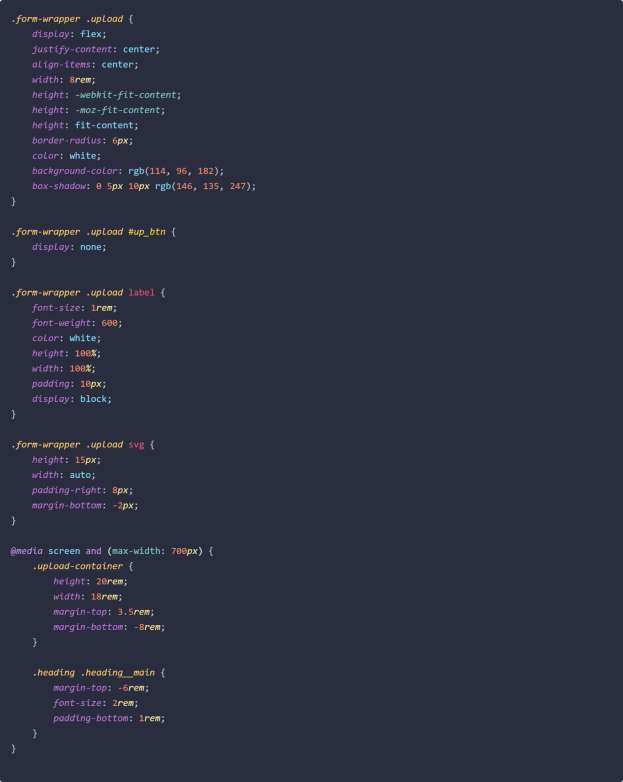 .form-wrapper .upload {
    display: flex;
    justify-content: center;
    align-items: center;
    width: 8rem;
    height: -webkit-fit-content;
    height: -moz-fit-content;
    height: fit-content;
    border-radius: 6px;
    color: white;
    background-color: rgb(114, 96, 182);
    box-shadow: 0 5px 10px rgb(146, 135, 247);
}

.form-wrapper .upload #up_btn {
    display: none;
}

.form-wrapper .upload label {
    font-size: 1rem;
    font-weight: 600;
    color: white;
    height: 100%;
    width: 100%;
    padding: 10px;
    display: block;
}

.form-wrapper .upload svg {
    height: 15px;
    width: auto;
    padding-right: 8px;
    margin-bottom: -2px;
}

@media screen and (max-width: 700px) {
    .upload-container {
        height: 20rem;
        width: 18rem;
        margin-top: 3.5rem;
        margin-bottom: -8rem;
    }

    .heading .heading__main {
        margin-top: -6rem;
        font-size: 2rem;
        padding-bottom: 1rem;
    }
}